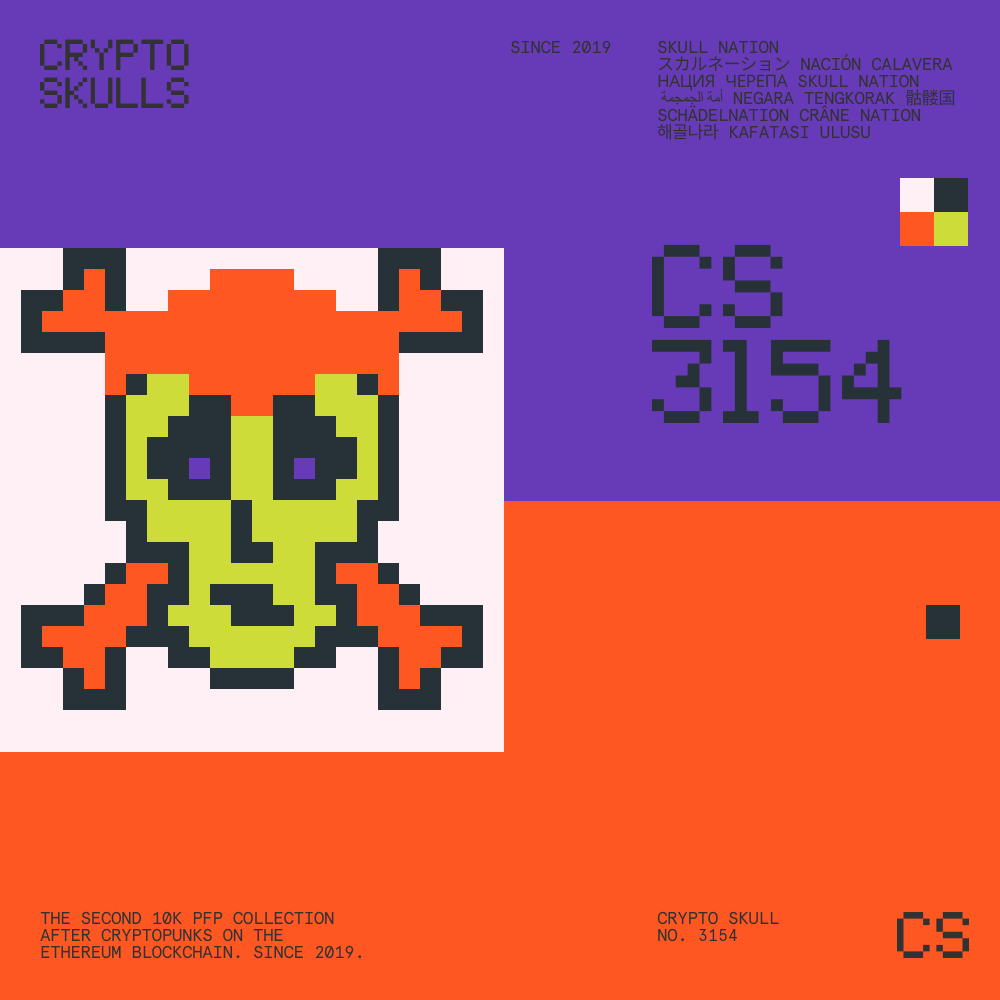 CRYPTO
SKULLS
SINCE 2019
SKULL NATION
スカルネーション NACIÓN CALAVERA
НАЦИЯ ЧЕРЕПА SKULL NATION
أمة الجمجمة NEGARA TENGKORAK 骷髅国
SCHÄDELNATION CRÂNE NATION
해골나라 KAFATASI ULUSU
CS
3154
THE SECOND 10K PFP COLLECTION
AFTER CRYPTOPUNKS ON THE
ETHEREUM BLOCKCHAIN. SINCE 2019.
CRYPTO SKULL
NO. 3154
CS